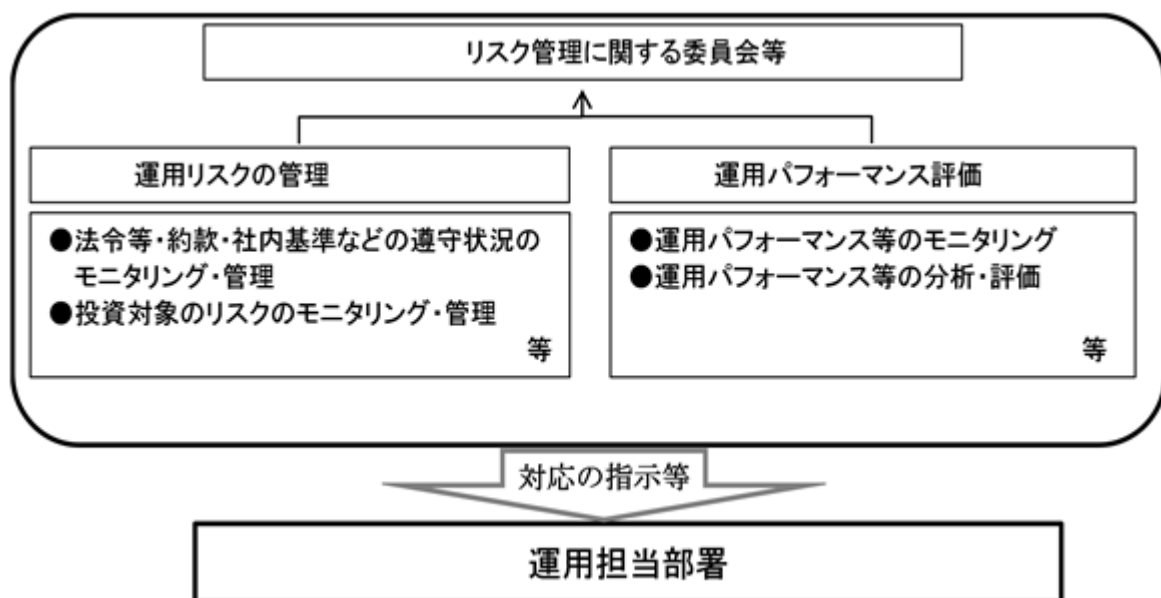 リスク管理に関する委員会等
運用リスクの管理
●法令等・約款・社内基準などの遵守状況の
モニタリング・管理
●投資対象のリスクのモニタリング・管理
等
運用パフォーマンス評価
●運用パフォーマンス等のモニタリング
●運用パフォーマンス等の分析・評価
等
対応の指示等
運用担当部署